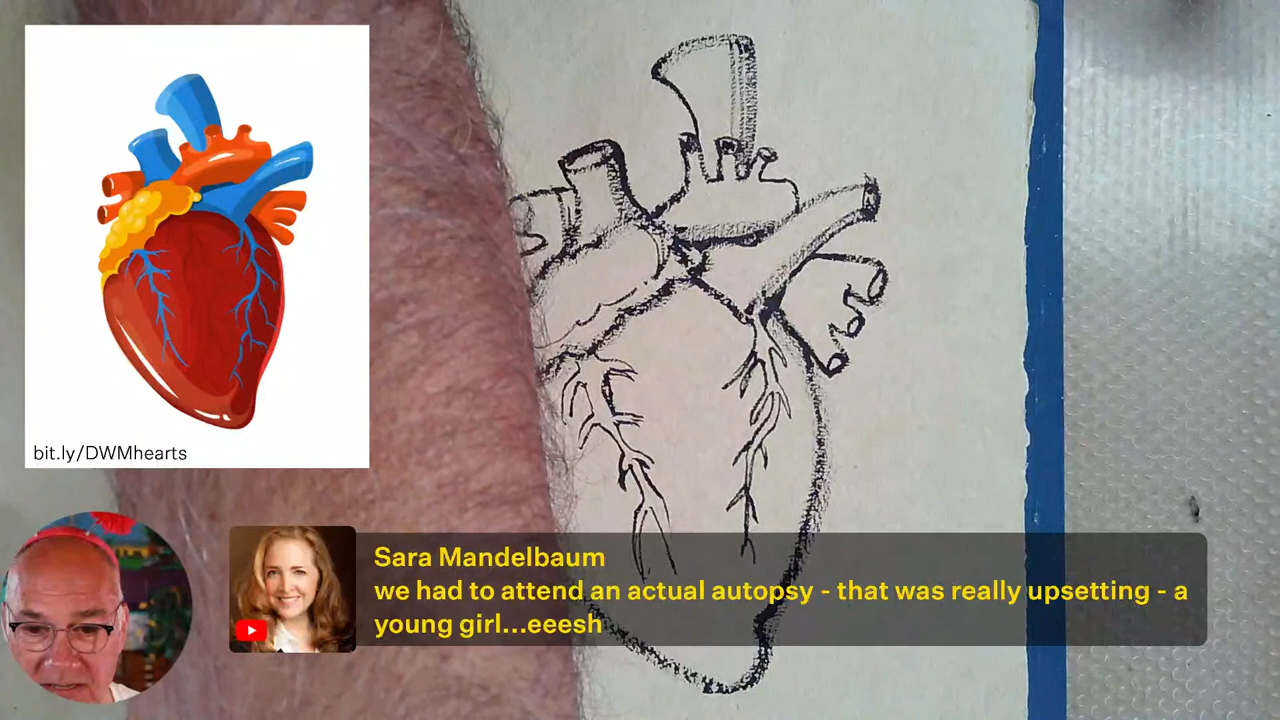 bit.ly/DWMhearts
Sara Mandelbaum
we had to attend an actual autopsy - that was really upsetting - a
young girl...eeesh